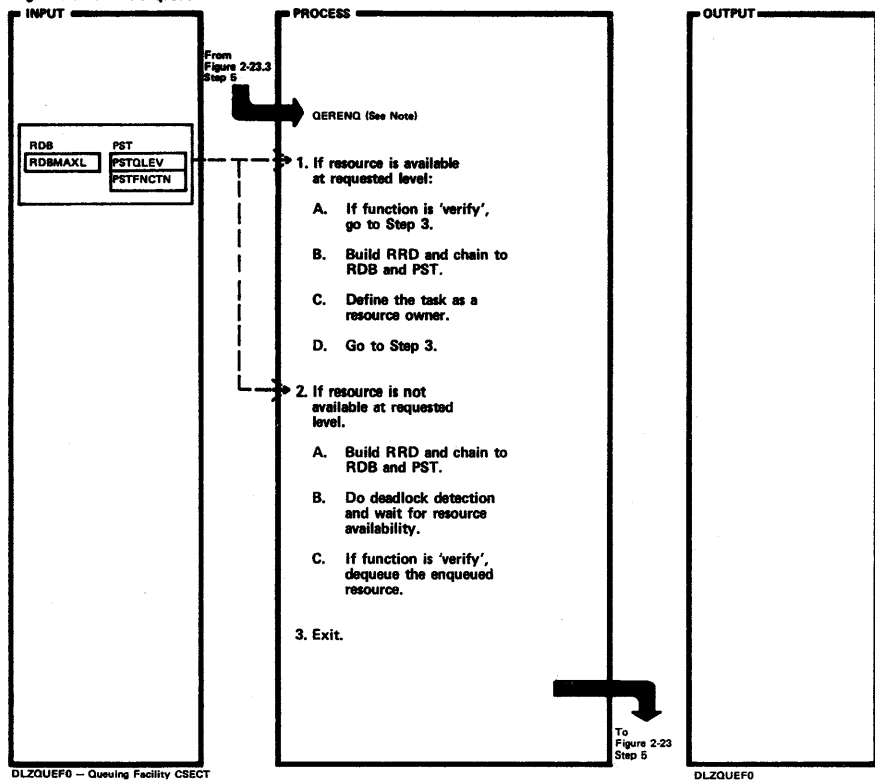 INPUT
PROCESS
OUTPUT
From
Figure 2-23.3
Step 5
QERENQ (See Note)
RDB
PST
RDBMAXL
PSTQLEV
PSTFNCTN
1. If resource is available
at requested level:
A. If function is 'verify',
go to Step 3.
B. Build RRD and chain to
RDB and PST.
C. Define the task as a
resource owner.
D. Go to Step 3.
2. If resource is not
available at requested
level.
A. Build RRD and chain to
RDB and PST.
B. Do deadlock detection
and wait for resource
availability.
C. If function is 'verify',
dequeue the enqueued
resource.
3. Exit.
To
Figure 2-23
Step 5
DLZQUEF0 — Queuing Facility CSECT
DLZQUEF0